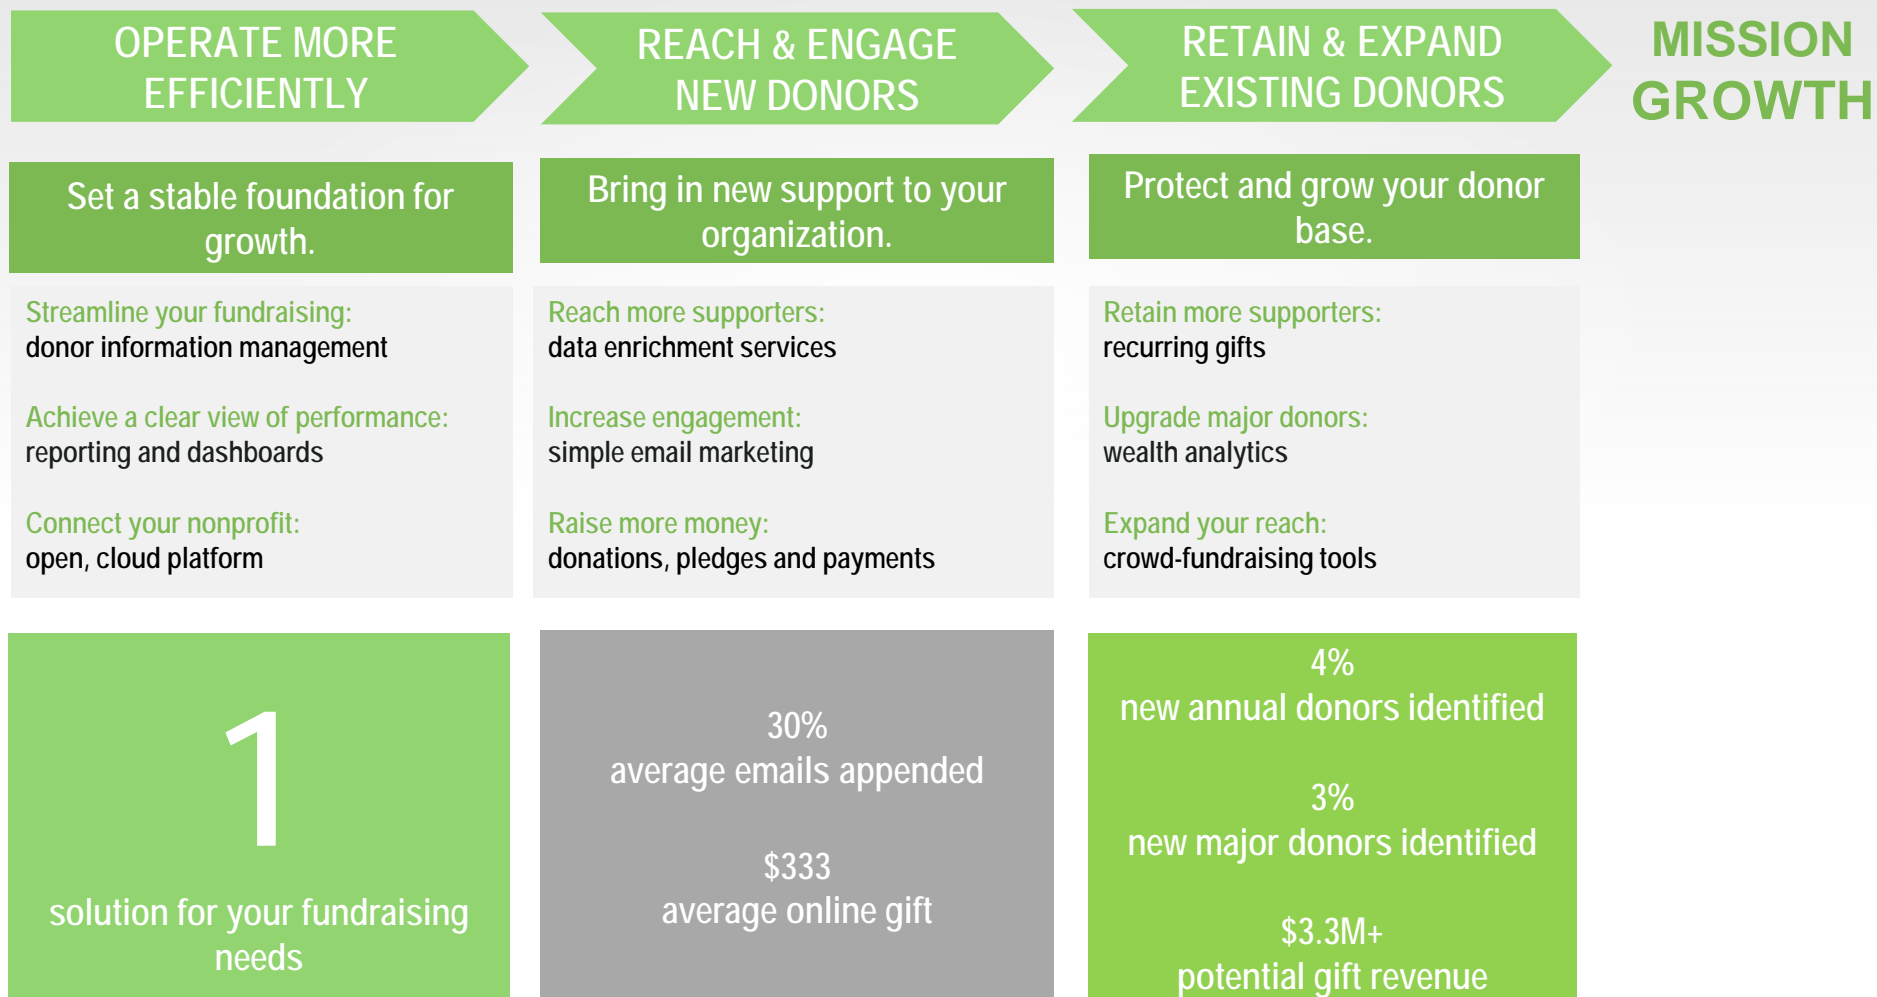 OPERATE MORE
EFFICIENTLY
REACH & ENGAGE
NEW DONORS
RETAIN & EXPAND
EXISTING DONORS
MISSION
GROWTH
Set a stable foundation for
growth.
Bring in new support to your
organization.
Protect and grow your donor
base.
Streamline your fundraising:
donor information management
Achieve a clear view of performance:
reporting and dashboards
Connect your nonprofit:
open, cloud platform
Reach more supporters:
data enrichment services
Increase engagement:
simple email marketing
Raise more money:
donations, pledges and payments
Retain more supporters:
recurring gifts
Upgrade major donors:
wealth analytics
Expand your reach:
crowd-fundraising tools
1
solution for your fundraising
needs
30%
average emails appended
$333
average online gift
4%
new annual donors identified
3%
new major donors identified
$3.3M+
potential gift revenue